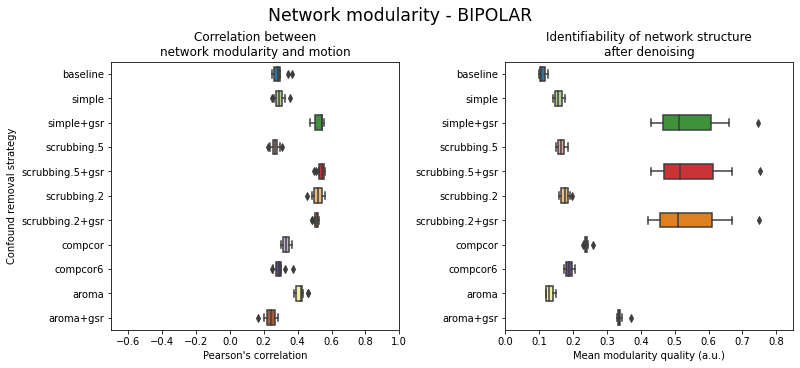 Network modularity - BIPOLAR
Correlation between
network modularity and motion
Confound removal strategy
baseline
simple
simple+gsr
scrubbing.5
scrubbing.5+gsr
scrubbing.2
scrubbing.2+gsr
compcor
compcor6
aroma
aroma+gsr
−0.6 −0.4 −0.2 0.0 0.2 0.4 0.6 0.8 1.0
Pearson's correlation
Identifiability of network structure
after denoising
baseline
simple
simple+gsr
scrubbing.5
scrubbing.5+gsr
scrubbing.2
scrubbing.2+gsr
compcor
compcor6
aroma
aroma+gsr
0.0 0.1 0.2 0.3 0.4 0.5 0.6 0.7 0.8
Mean modularity quality (a.u.)